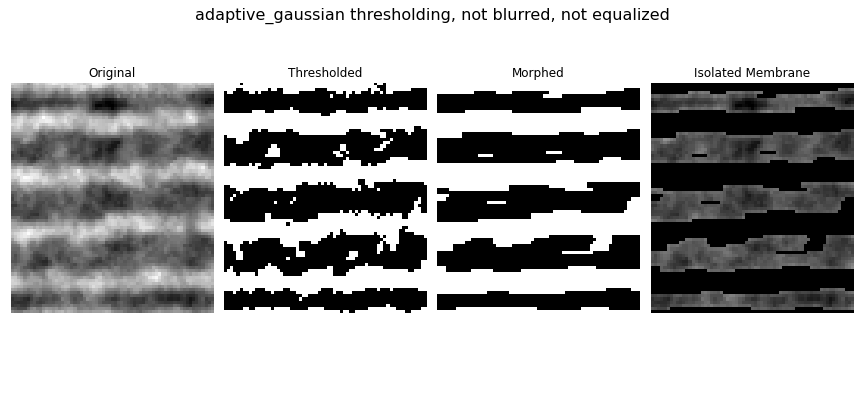 adaptive_gaussian thresholding, not blurred, not equalized
Original
Thresholded
Morphed
Isolated Membrane